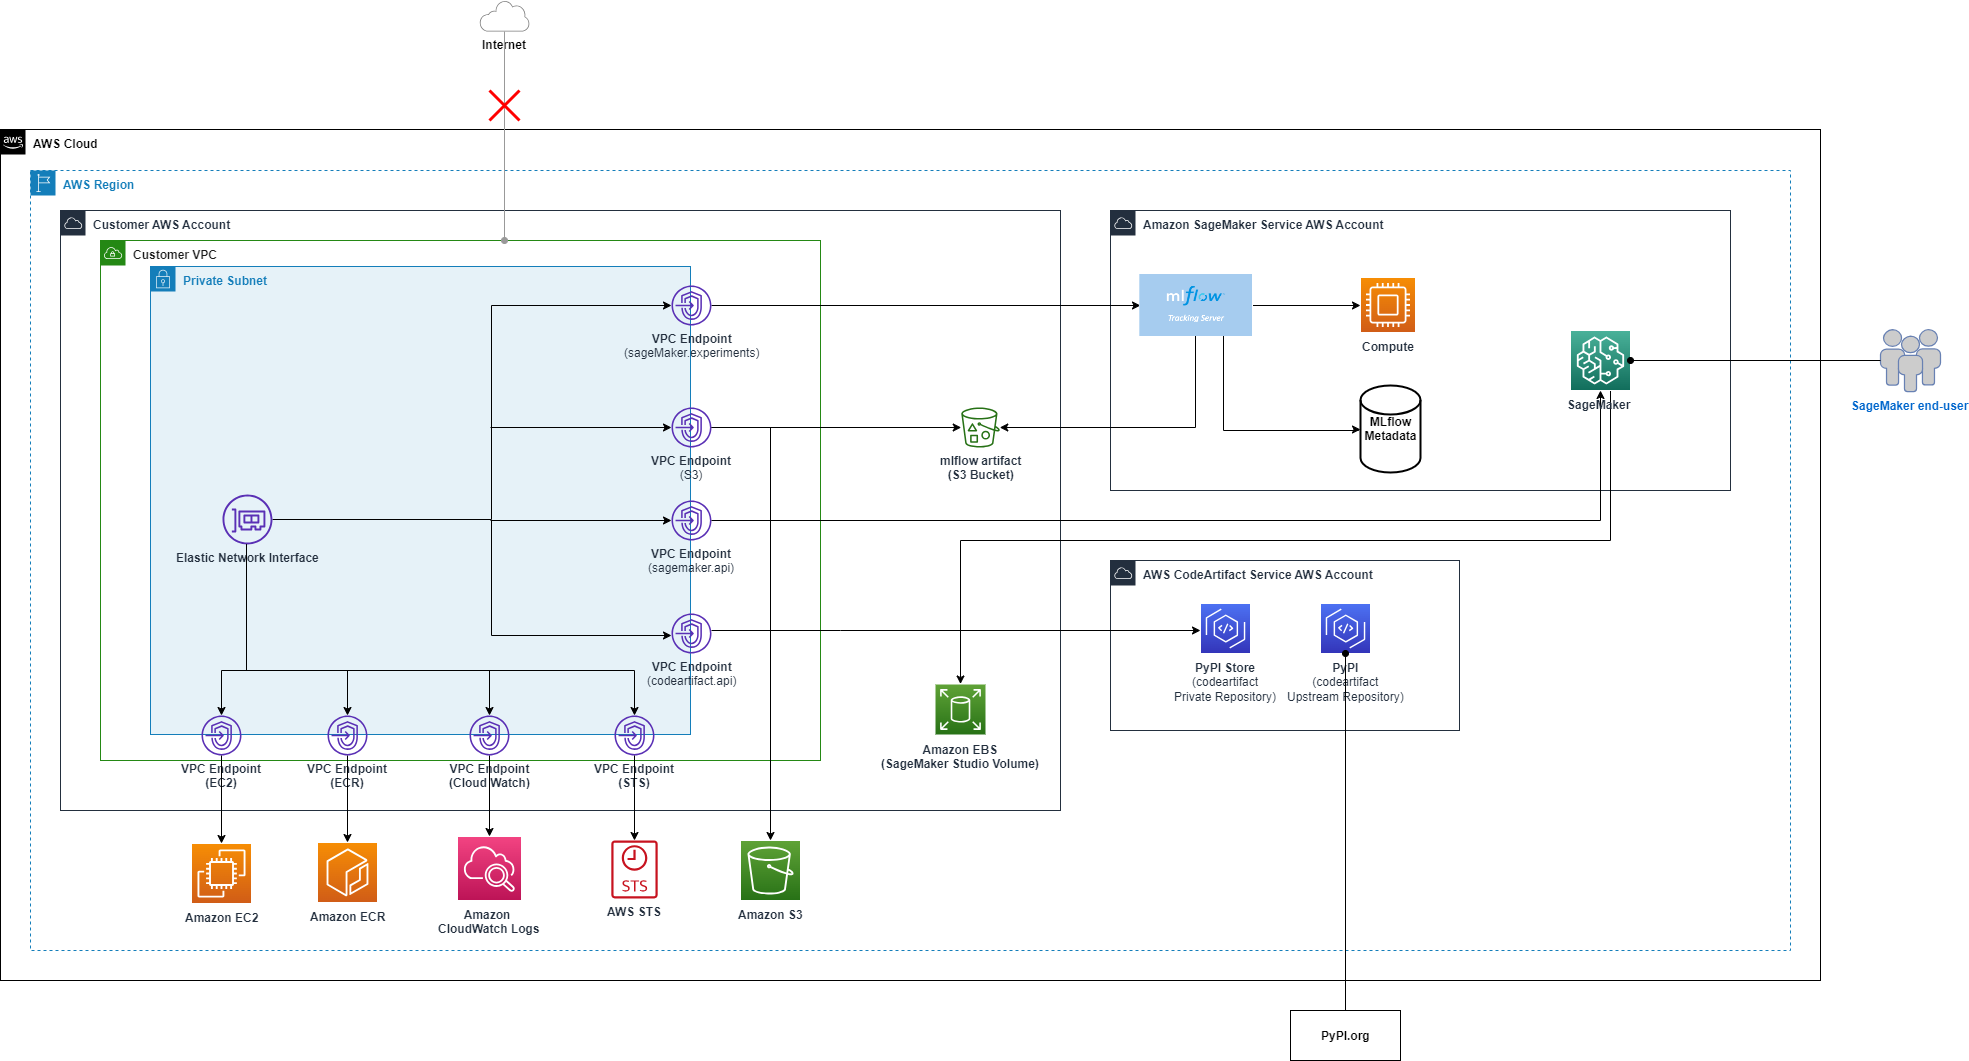 Internet
aws
AWS Cloud
AWS Region
Customer AWS Account
Customer VPC
Private Subnet
VPC Endpoint
(sageMaker.experiments)
VPC Endpoint
(S3)
VPC Endpoint
(sagemaker.api)
VPC Endpoint
(codeartifact.api)
Elastic Network Interface
VPC Endpoint
(EC2)
VPC Endpoint
(ECR)
VPC Endpoint
(Cloud Watch)
VPC Endpoint
(STS)
mlflow artifact
(S3 Bucket)
Amazon EBS
(SageMaker Studio Volume)
Amazon SageMaker Service AWS Account
mlflow
Tracking Server
Compute
MLflow
Metadata
SageMaker
SageMaker end-user
AWS CodeArtifact Service AWS Account
PyPI Store
(codeartifact
Private Repository)
PyPI
(codeartifact
Upstream Repository)
Amazon EC2
Amazon ECR
Amazon
CloudWatch Logs
STS
AWS STS
Amazon S3
PyPI.org